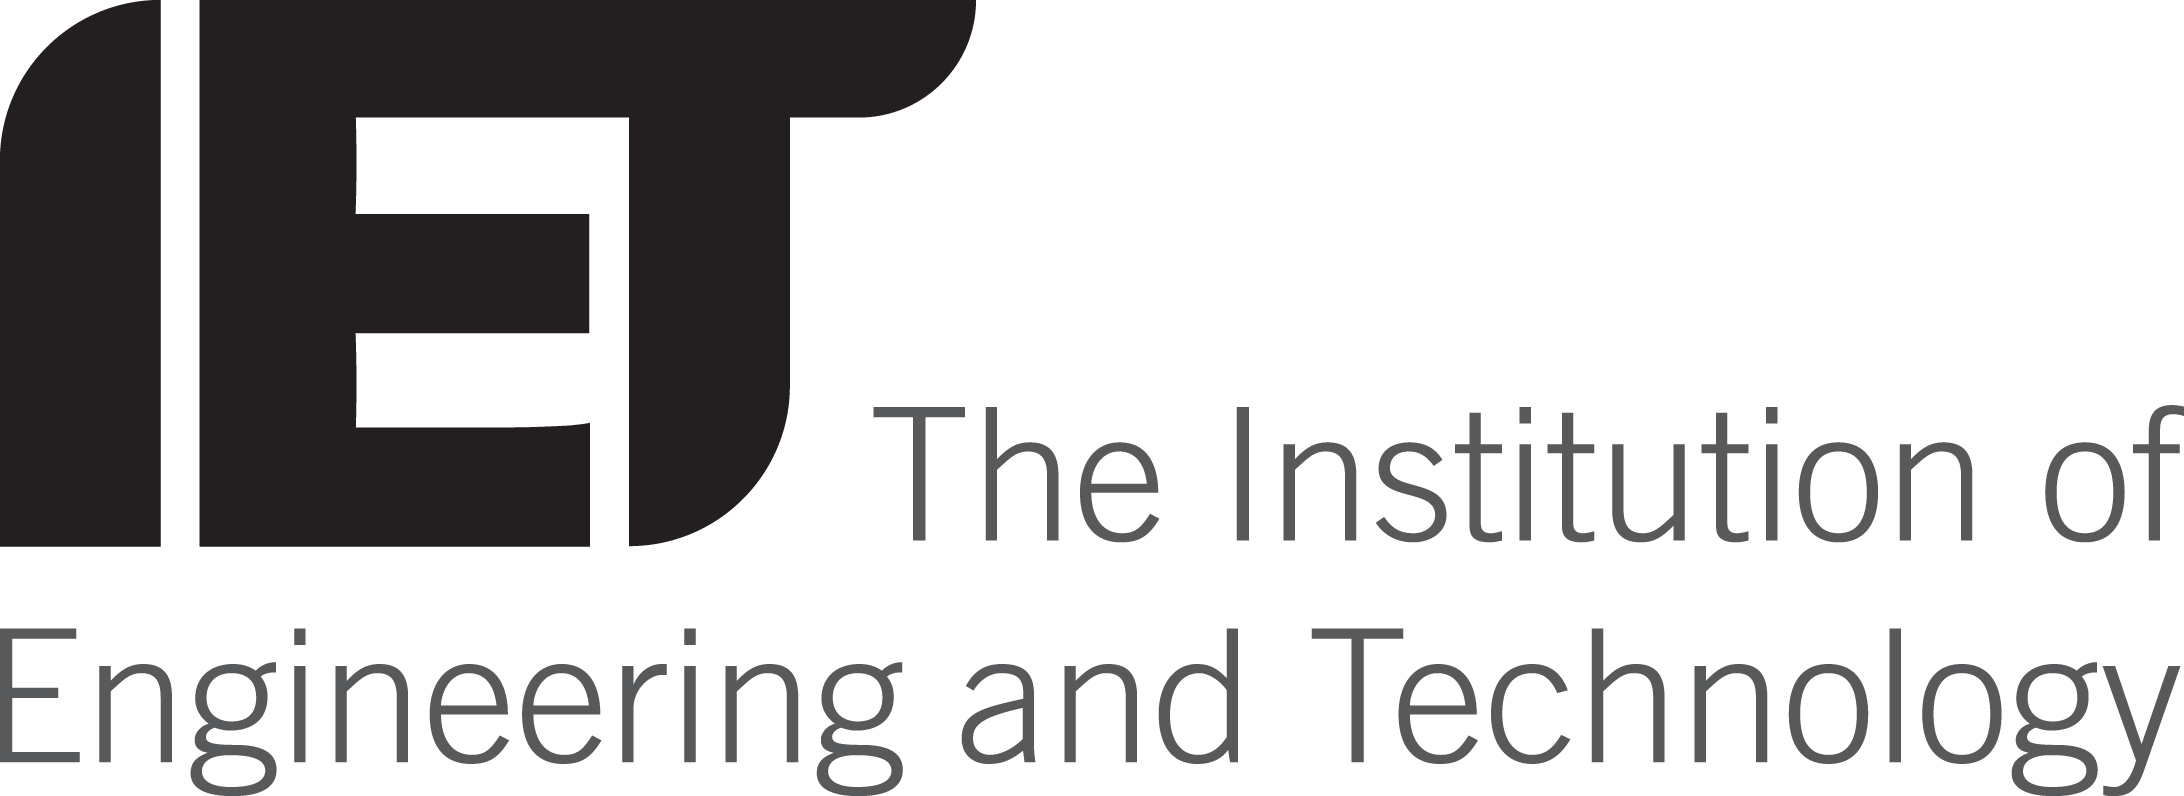 IET
The Institution of
Engineering and Technology